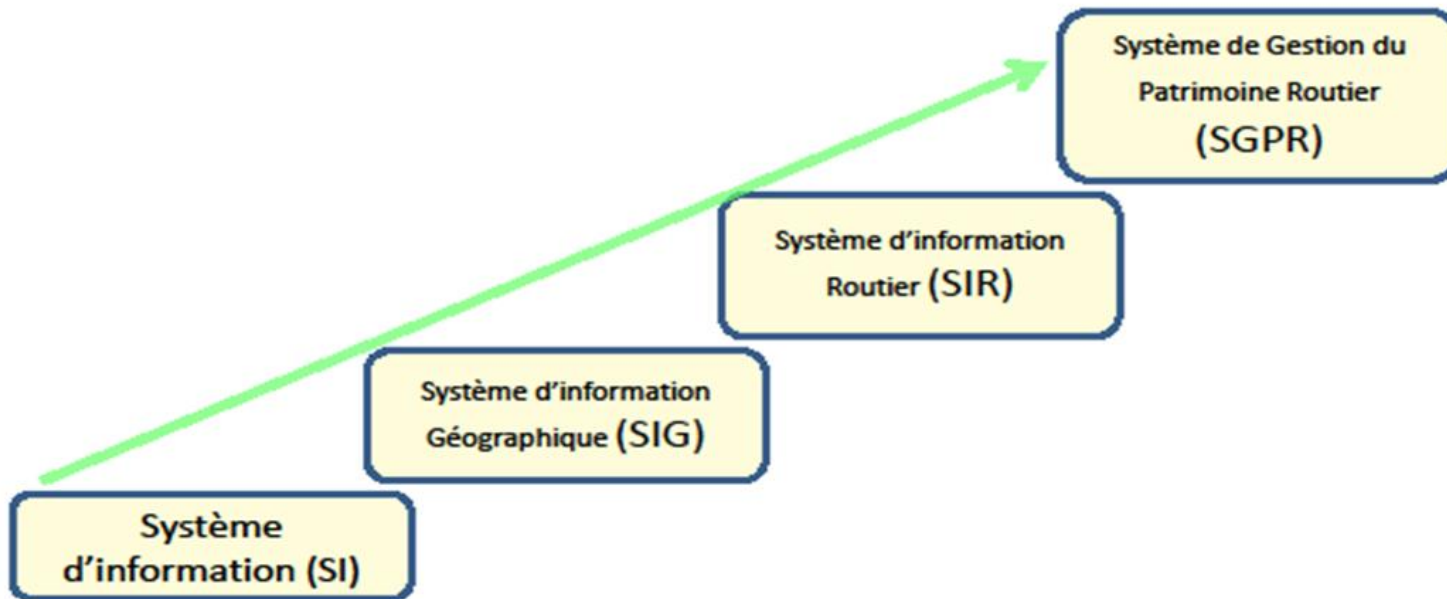 Système de Gestion du
Patrimoine Routier
(SGPR)
Système d'information
Routier (SIR)
Système d'information
Géographique (SIG)
Système
d'information (SI)